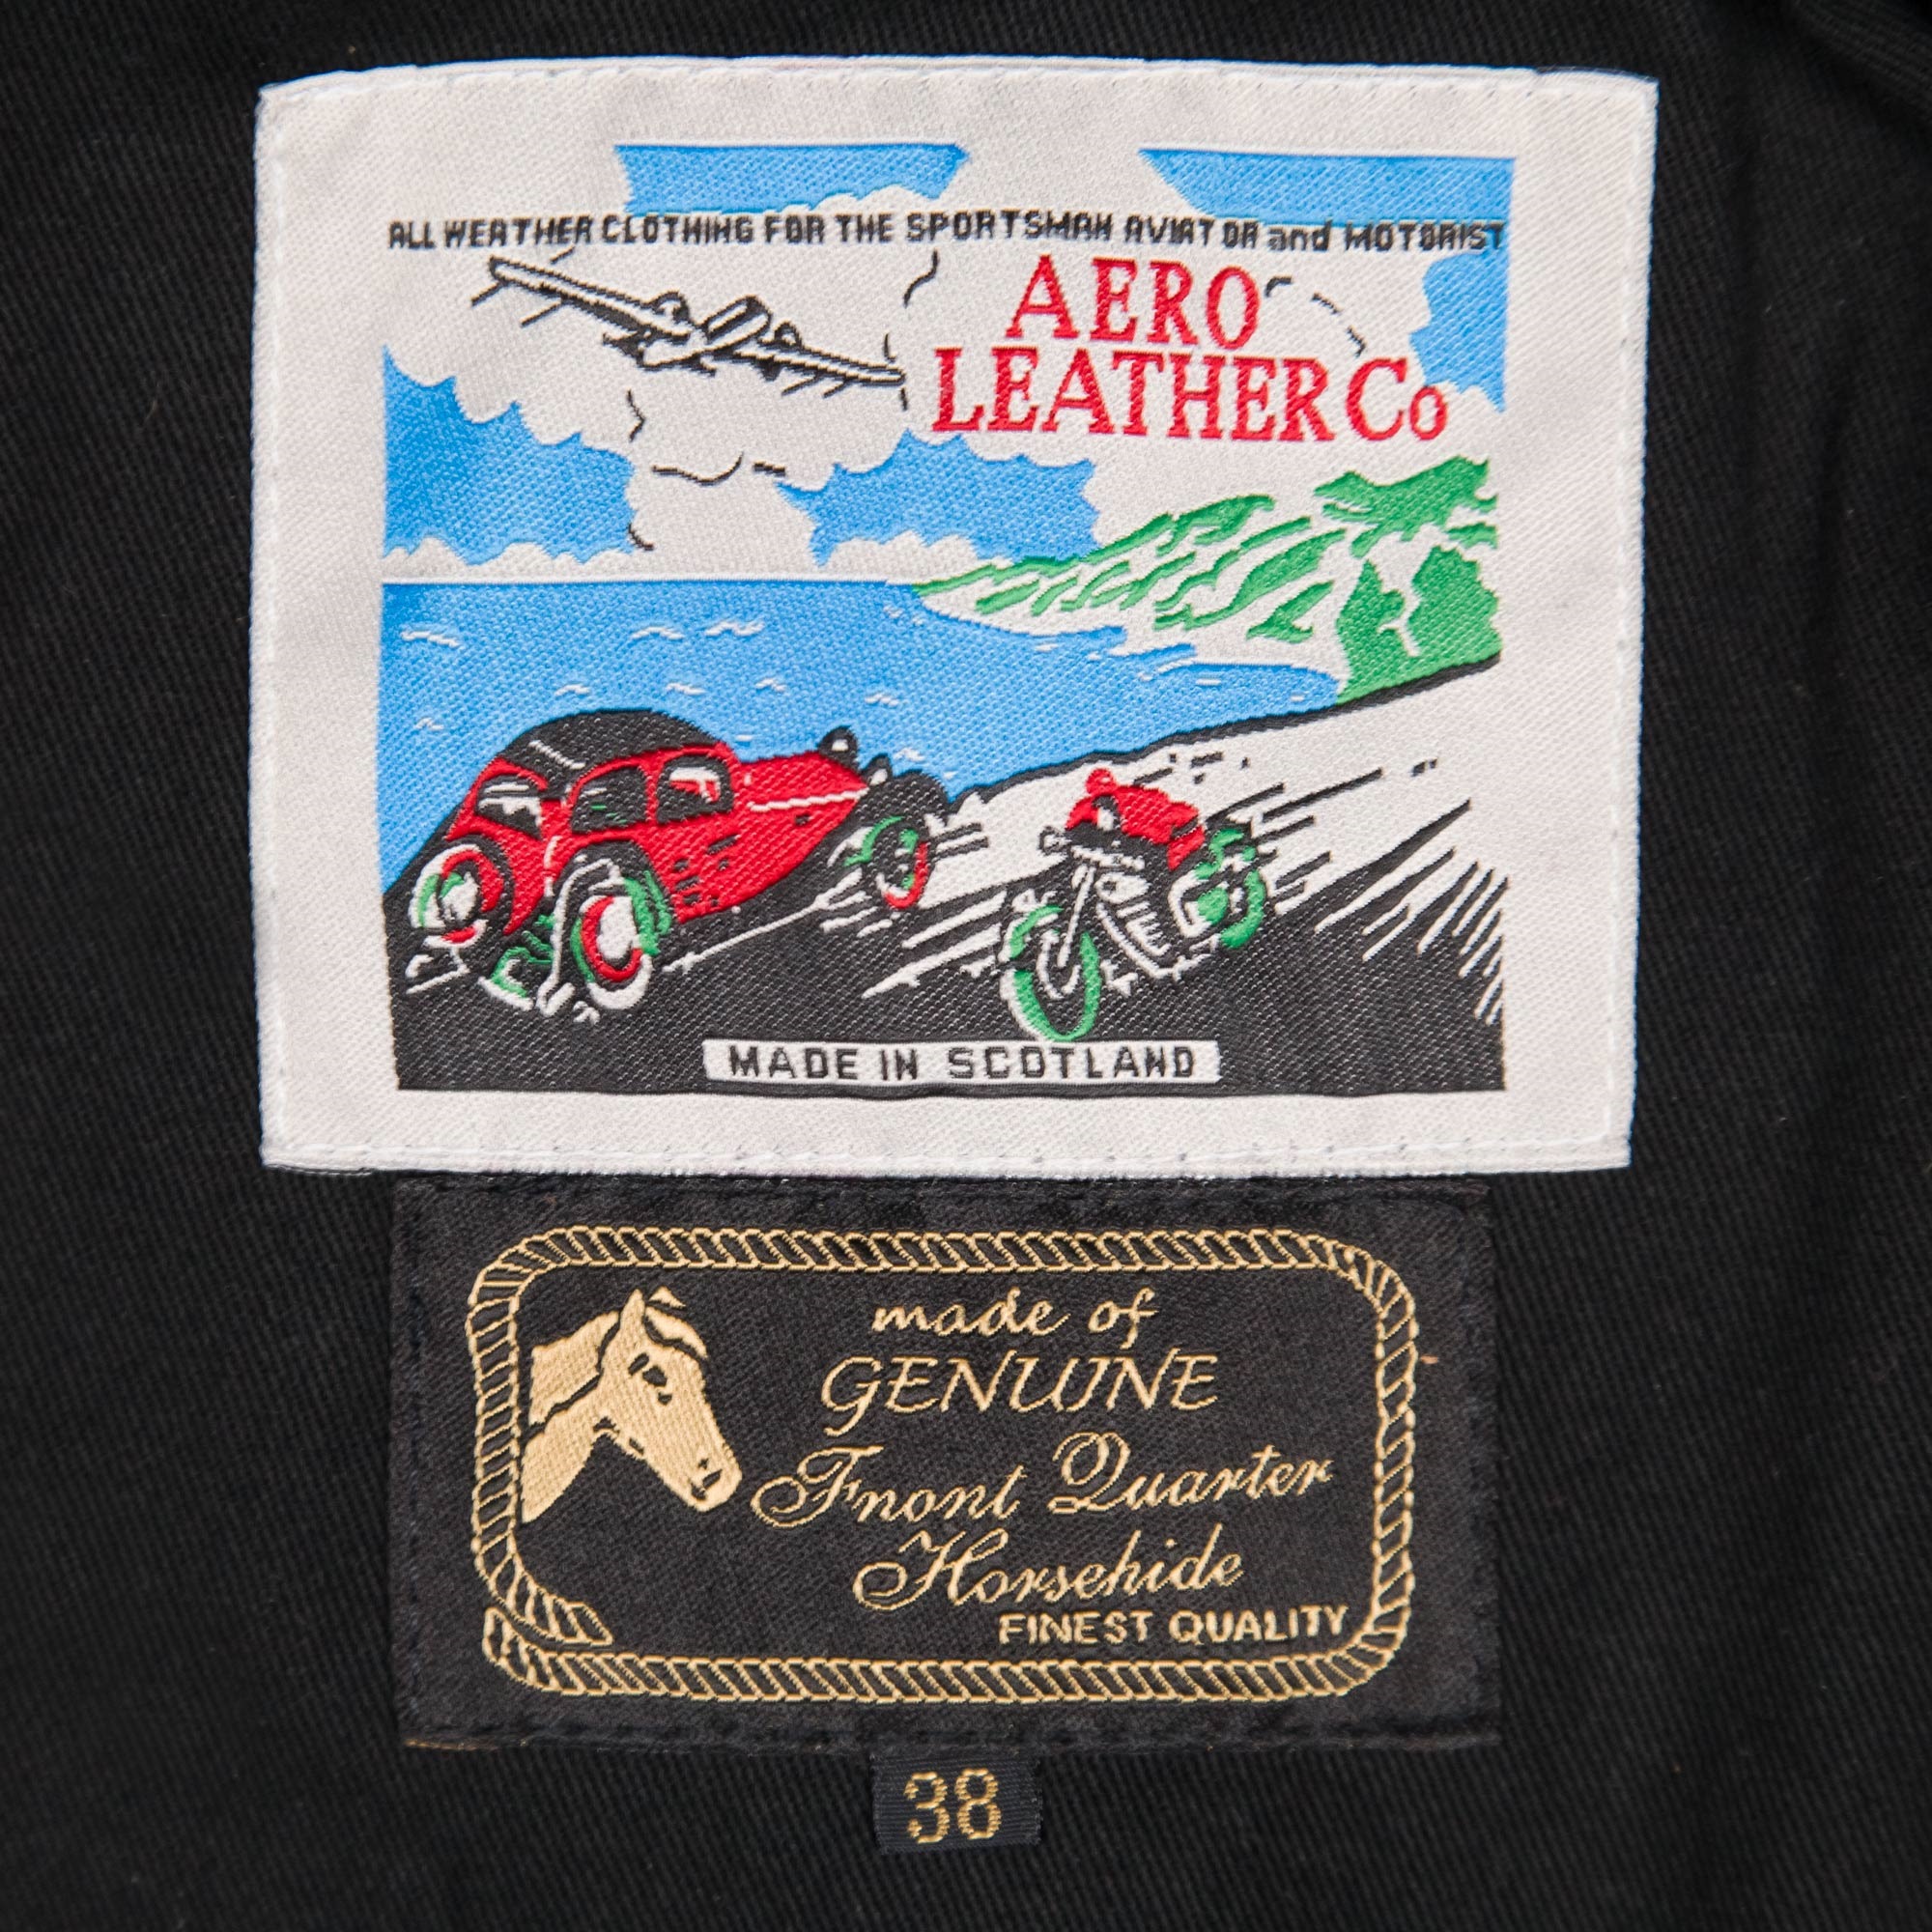 ALL WEATHER CLOTHING FOR THE SPORTSMAN AVIATOR and MOTORIST
AERO
LEATHER Co
MADE IN SCOTLAND
made of
GENUINE
Front Quarter
Horsehide
FINEST QUALITY
38